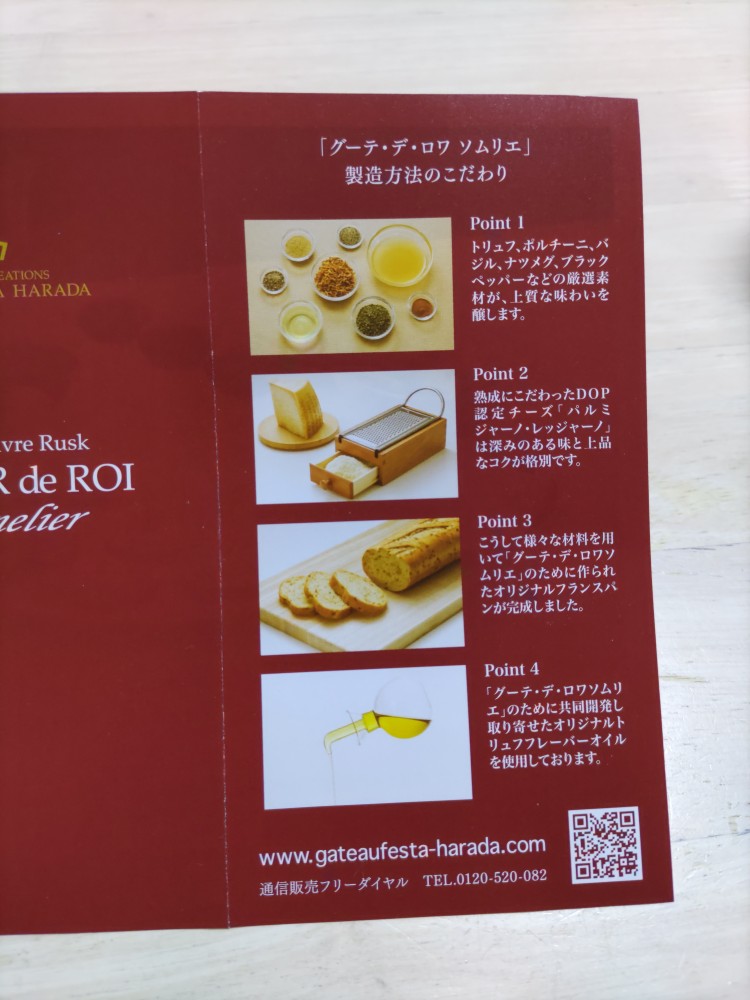 EATIONS
A HARADA
ivre Rusk
R de ROI
nelier
「グーテ・デ・ロワ ソムリエ」
製造方法のこだわり
Point 1
トリュフ、ポルチーニ、バ
ジル、ナツメグ、ブラック
ペッパーなどの厳選素
材が、上質な味わいを
醸します。
Point 2
熟成にこだわったDOP
認定チーズ「パルミ
ジャーノ・レッジャーノ」
は深みのある味と上品
なコクが格別です。
Point 3
こうして様々な材料を用
いて「グーテ・デ・ロワソ
ムリエ」のために作られ
たオリジナルフランスパ
ンが完成しました。
Point 4
「グーテ・デ・ロワソムリ
エ」のために共同開発し
取り寄せたオリジナルト
リュフフレーバーオイル
を使用しております。
www.gateaufesta-harada.com
通信販売フリーダイヤル TEL.0120-520-082